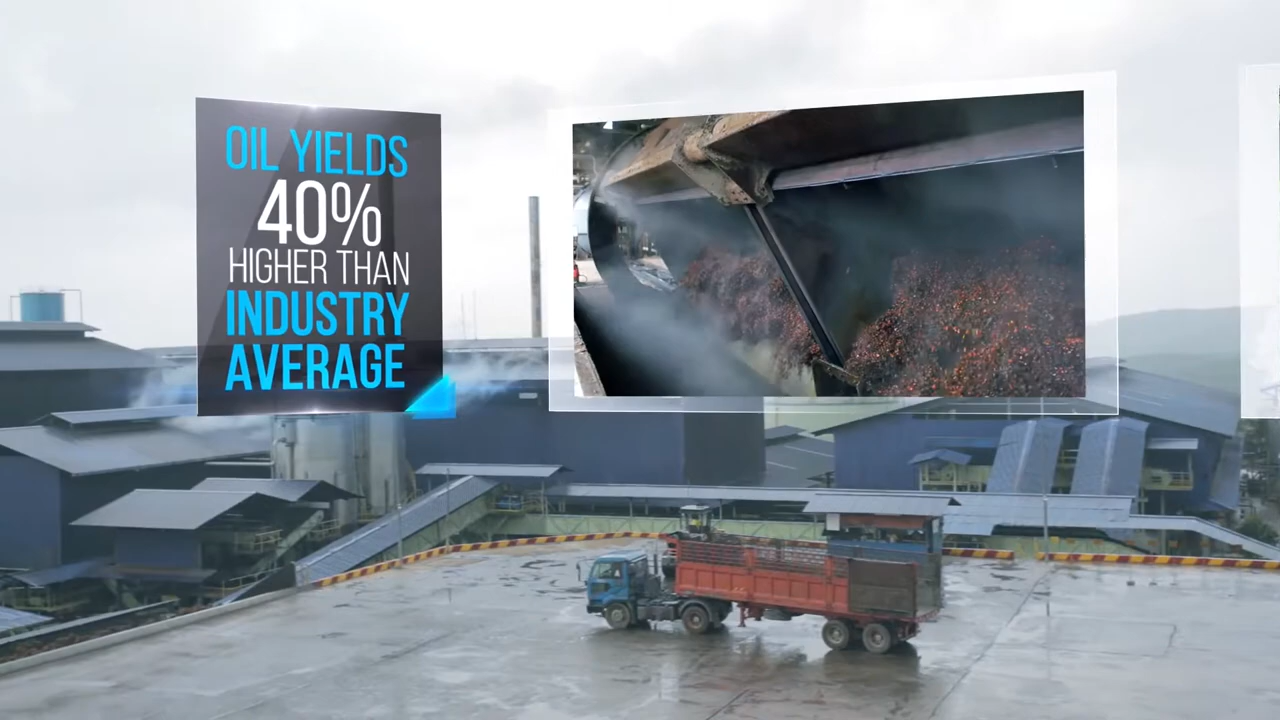 OIL YIELDS
40%
HIGHER THAN
INDUSTRY
AVERAGE